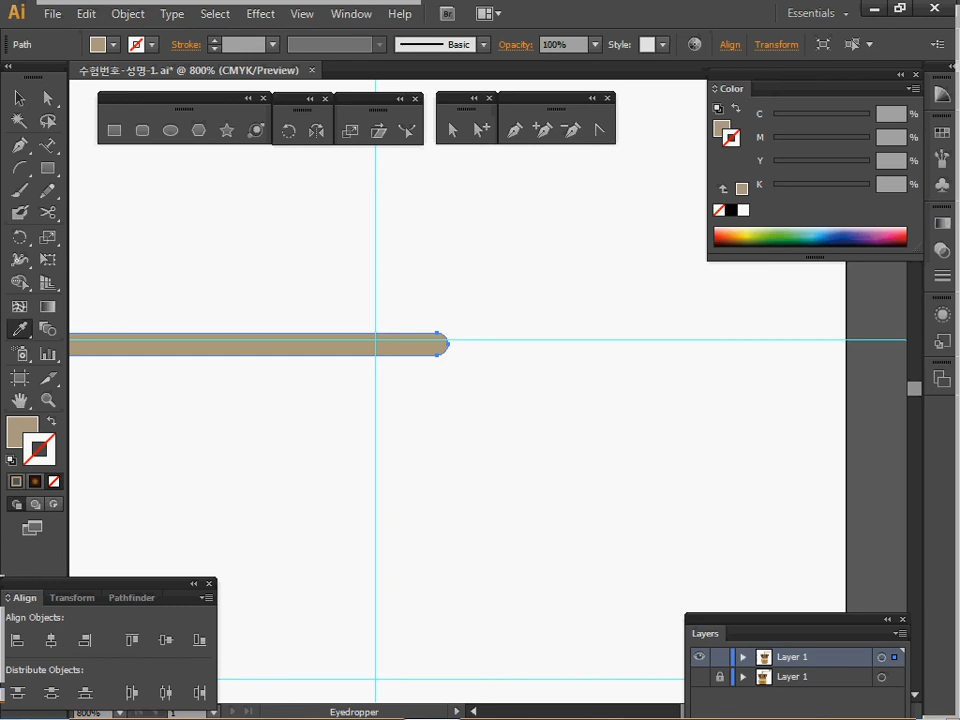 Ai File Edit Object Type Select Effect View Window Help Br Essentials
Path Stroke: Basic Opacity: 100% Style: Align Transform
수험번호-성명-1. ai* @ 800% (CMYK/Preview)
Color
C %
M %
Y %
K %
Align Transform Pathfinder
Align Objects:
Distribute Objects:
Layers
Layer 1
Layer 1
800% 1 Eyedropper